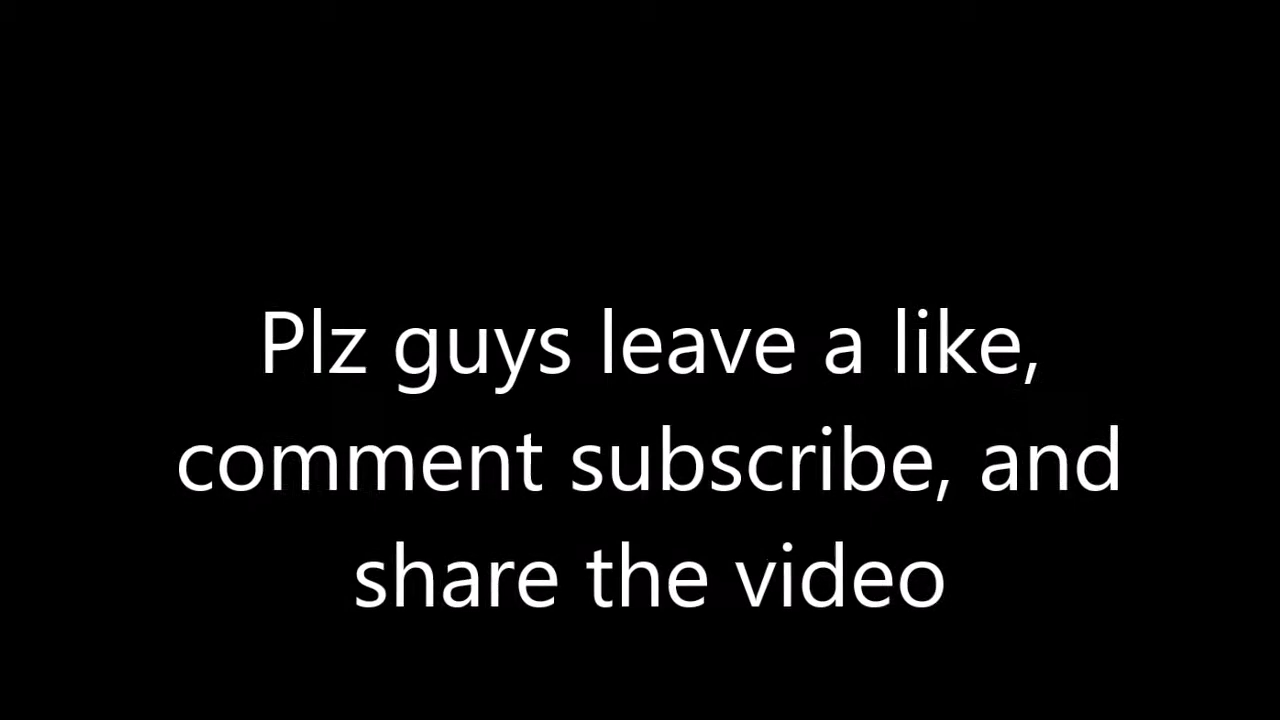 Plz guys leave a like,
comment subscribe, and
share the video